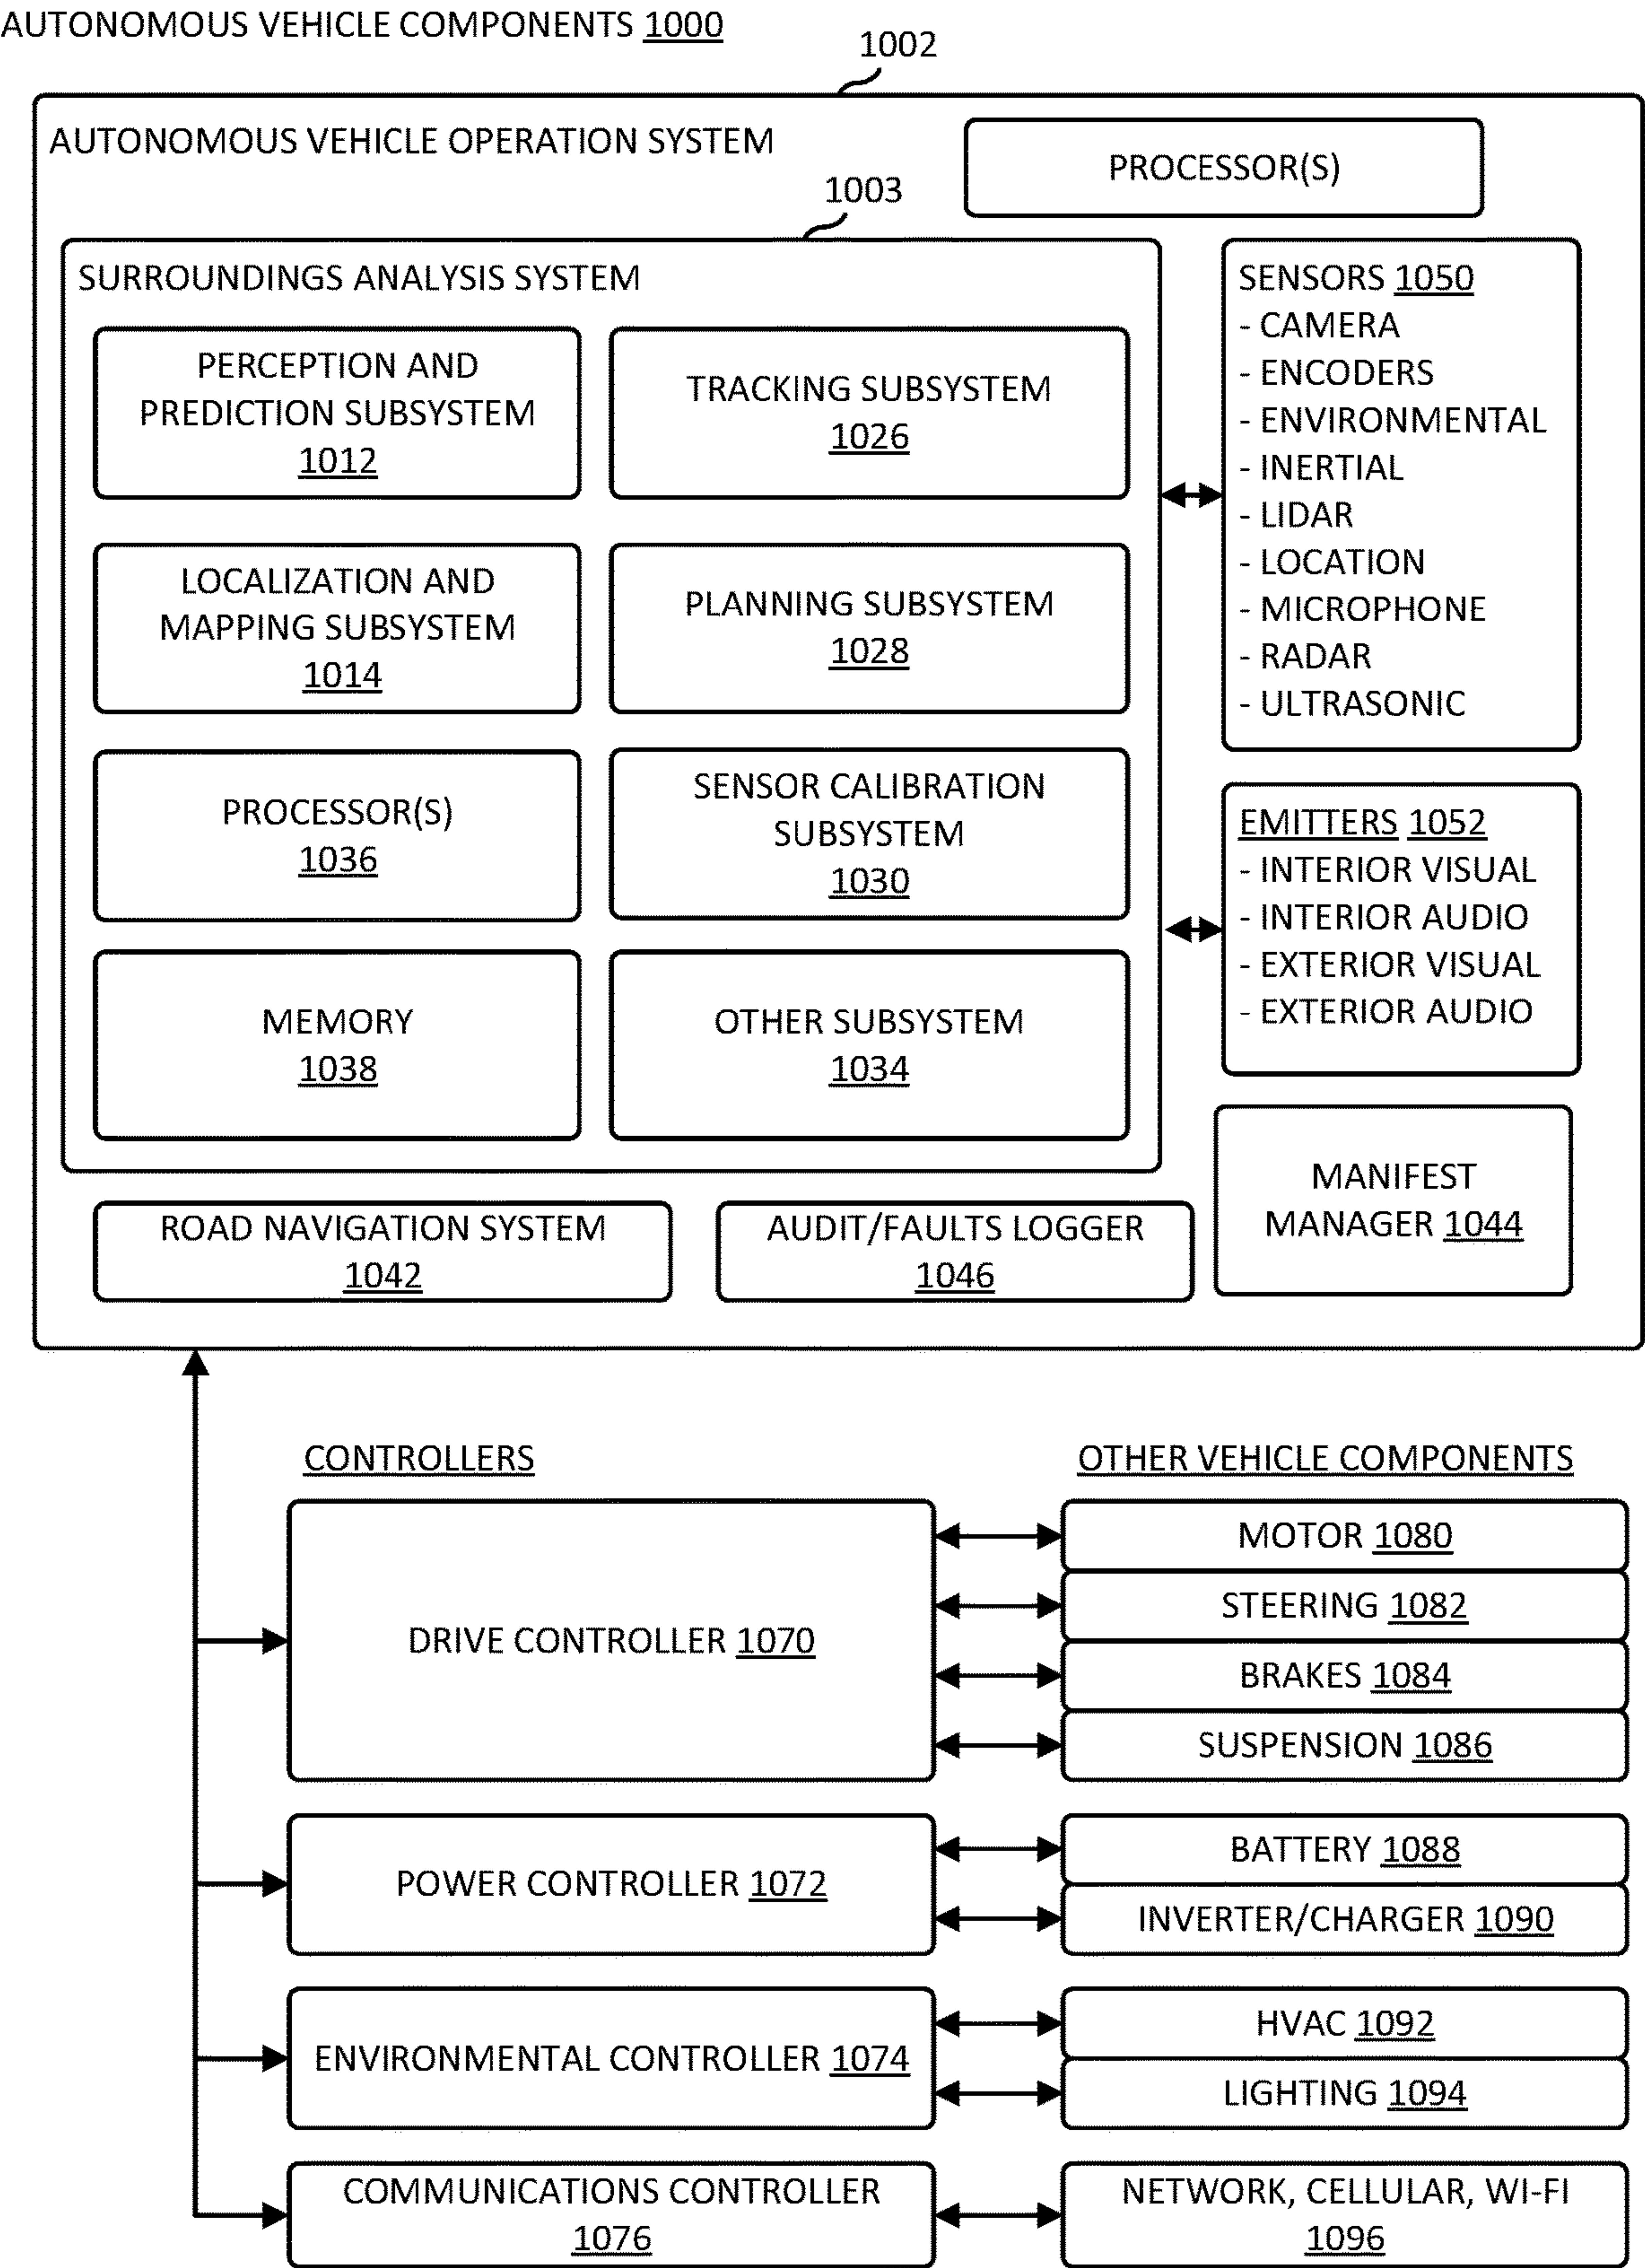 AUTONOMOUS VEHICLE COMPONENTS 1000
1002
AUTONOMOUS VEHICLE OPERATION SYSTEM
PROCESSOR(S)
1003
SURROUNDINGS ANALYSIS SYSTEM
PERCEPTION AND
PREDICTION SUBSYSTEM
1012
TRACKING SUBSYSTEM
1026
LOCALIZATION AND
MAPPING SUBSYSTEM
1014
PLANNING SUBSYSTEM
1028
PROCESSOR(S)
1036
SENSOR CALIBRATION
SUBSYSTEM
1030
MEMORY
1038
OTHER SUBSYSTEM
1034
SENSORS 1050
- CAMERA
- ENCODERS
- ENVIRONMENTAL
- INERTIAL
- LIDAR
- LOCATION
- MICROPHONE
- RADAR
- ULTRASONIC
EMITTERS 1052
- INTERIOR VISUAL
- INTERIOR AUDIO
- EXTERIOR VISUAL
- EXTERIOR AUDIO
MANIFEST
MANAGER 1044
ROAD NAVIGATION SYSTEM
1042
AUDIT/FAULTS LOGGER
1046
CONTROLLERS
OTHER VEHICLE COMPONENTS
DRIVE CONTROLLER 1070
MOTOR 1080
STEERING 1082
BRAKES 1084
SUSPENSION 1086
POWER CONTROLLER 1072
BATTERY 1088
INVERTER/CHARGER 1090
ENVIRONMENTAL CONTROLLER 1074
HVAC 1092
LIGHTING 1094
COMMUNICATIONS CONTROLLER
1076
NETWORK, CELLULAR, WI-FI
1096